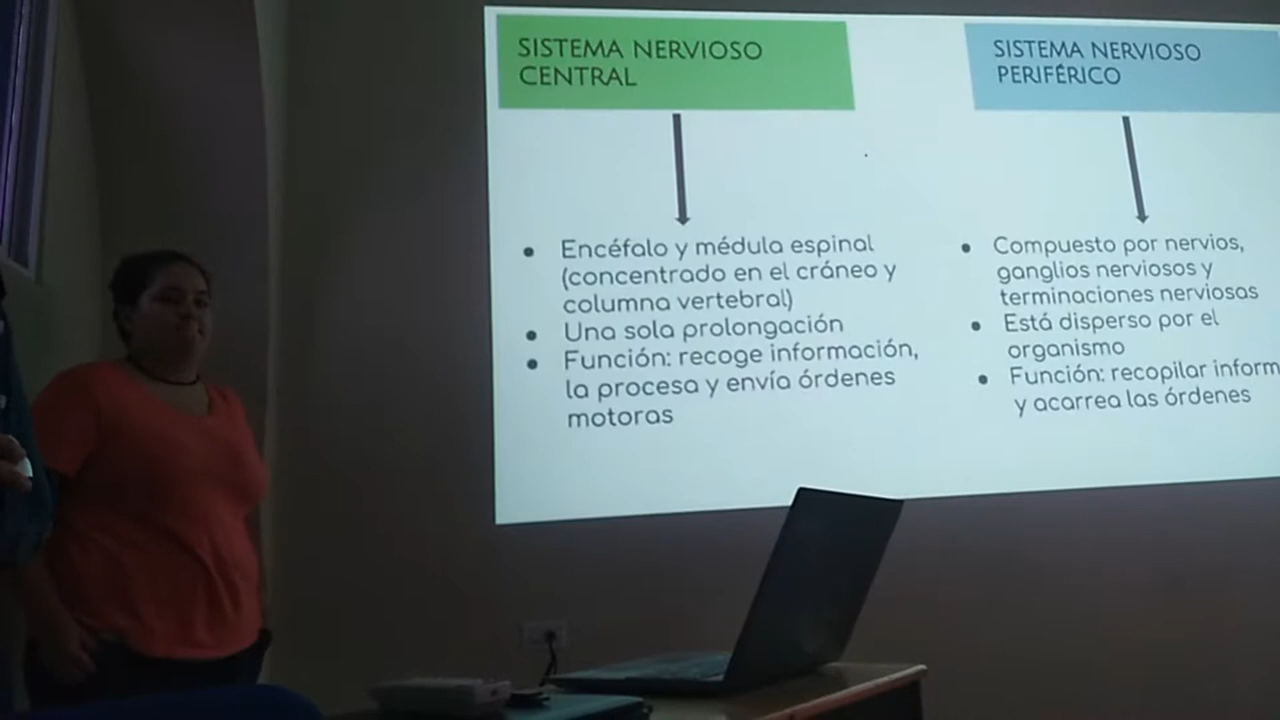 SISTEMA NERVIOSO
CENTRAL
• Encéfalo y médula espinal
(concentrado en el cráneo y
columna vertebral)
• Una sola prolongación
• Función: recoge información,
la procesa y envía órdenes
motoras
SISTEMA NERVIOSO
PERIFÉRICO
• Compuesto por nervios,
ganglios nerviosos y
terminaciones nerviosas
• Está disperso por el
organismo
• Función: recopilar inform
y acarrea las órdenes